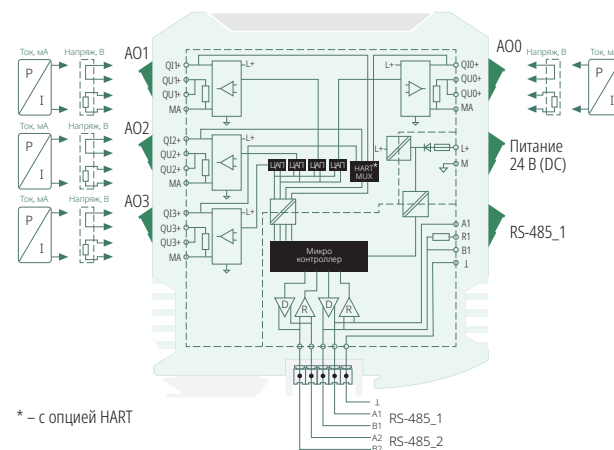 Ток, мА Напряж, В AO1
P
I
QI1+
QU1+
QU1+
MA
L+
Ток, мА Напряж, В AO2
P
I
QI2+
QU2+
QU2+
MA
L+
Ток, мА Напряж, В AO3
P
I
QI3+
QU3+
QU3+
MA
L+
AO0 Напряж, В Ток, мА
P
I
L+
QI0+
QU0+
QU0+
MA
ЦАП ЦАП ЦАП ЦАП
HART*
MUX
L+
L+
M
Питание
24 В (DC)
A1
R1
B1
⊥
RS-485_1
Микро
контроллер
D R D R
⊥
A1
B1
RS-485_1
A2
B2
RS-485_2
* – с опцией HART